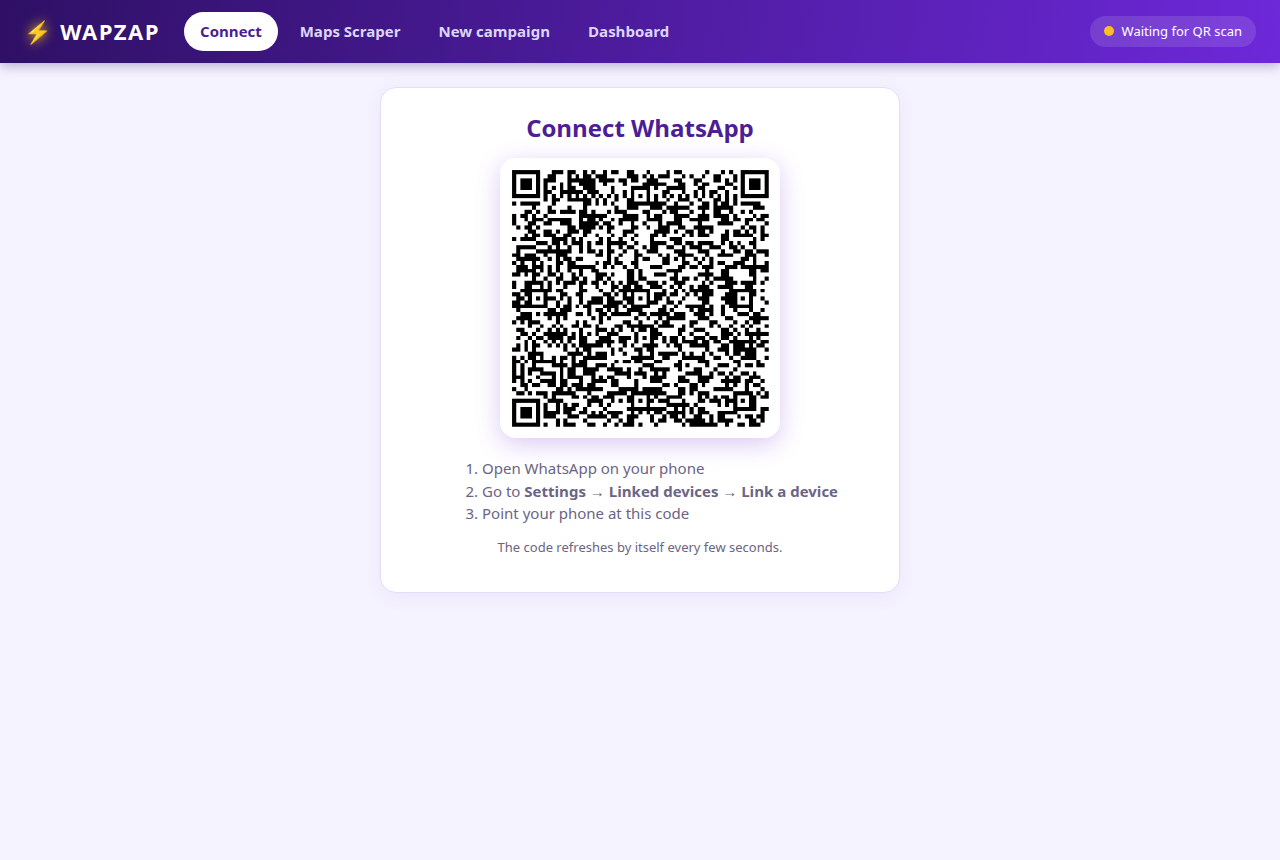 ⚡ WAPZAP Connect Maps Scraper New campaign Dashboard Waiting for QR scan
Connect WhatsApp
1. Open WhatsApp on your phone
2. Go to Settings → Linked devices → Link a device
3. Point your phone at this code
The code refreshes by itself every few seconds.